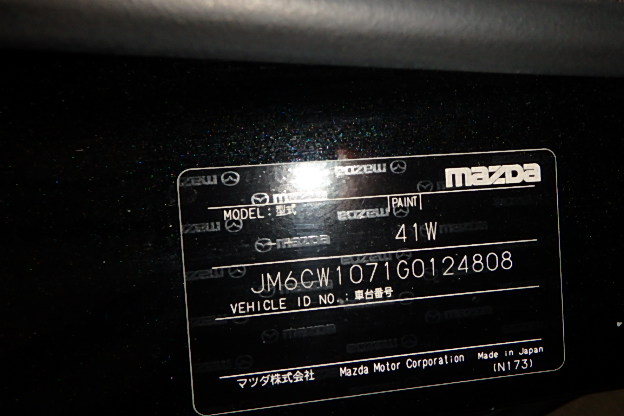 mazda
MODEL : 型式 PAINT
41W
JM6CW1071G0124808
VEHICLE ID NO. : 車台番号
マツダ株式会社 Mazda Motor Corporation Made in Japan
(N173)